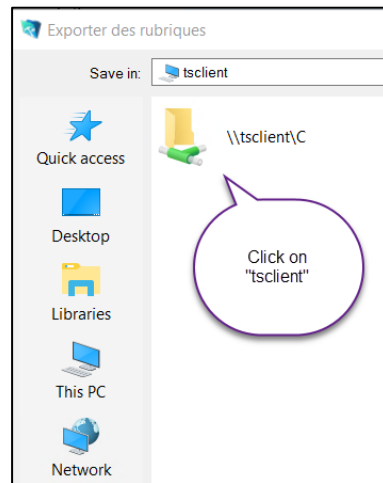 Exporter des rubriques
Save in:
tsclient
Quick access
\\tsclient\C
Desktop
Click on
"tsclient"
Libraries
This PC
Network